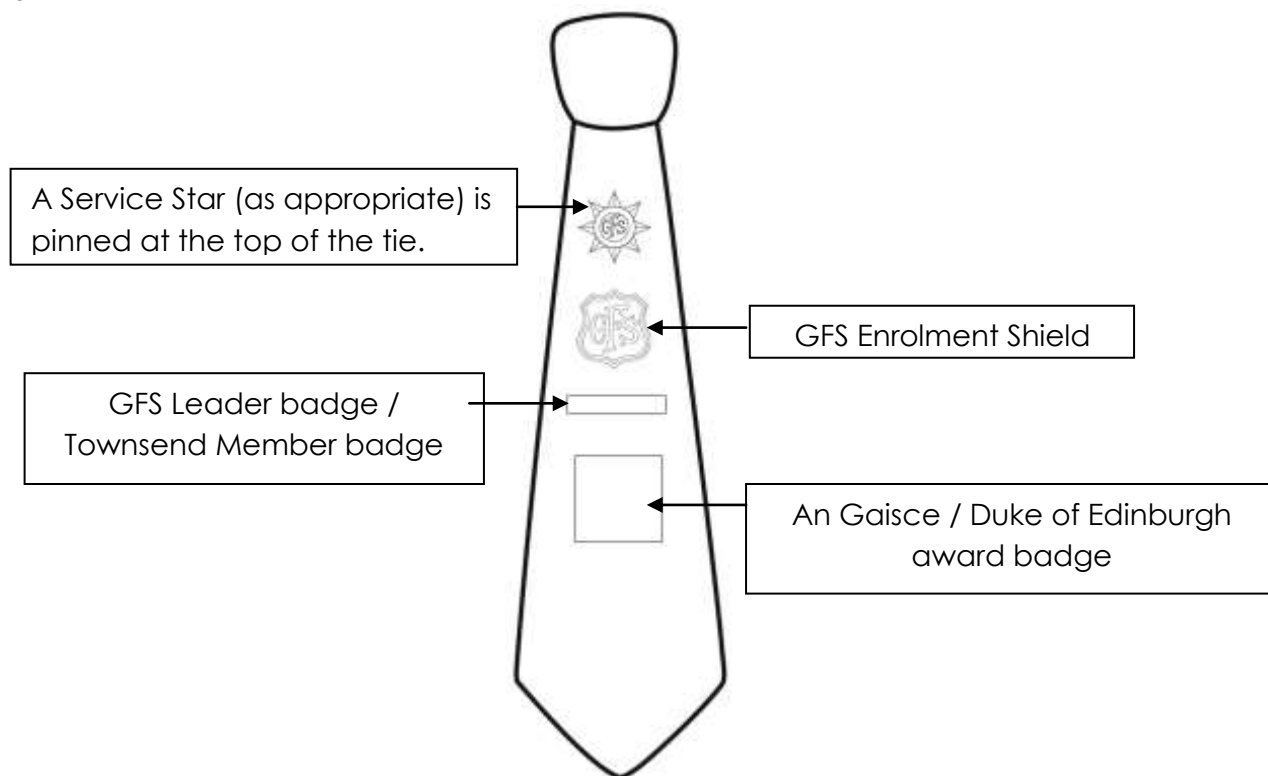 A Service Star (as appropriate) is
pinned at the top of the tie.
GFS
GFS
GFS Enrolment Shield
GFS Leader badge /
Townsend Member badge
An Gaisce / Duke of Edinburgh
award badge